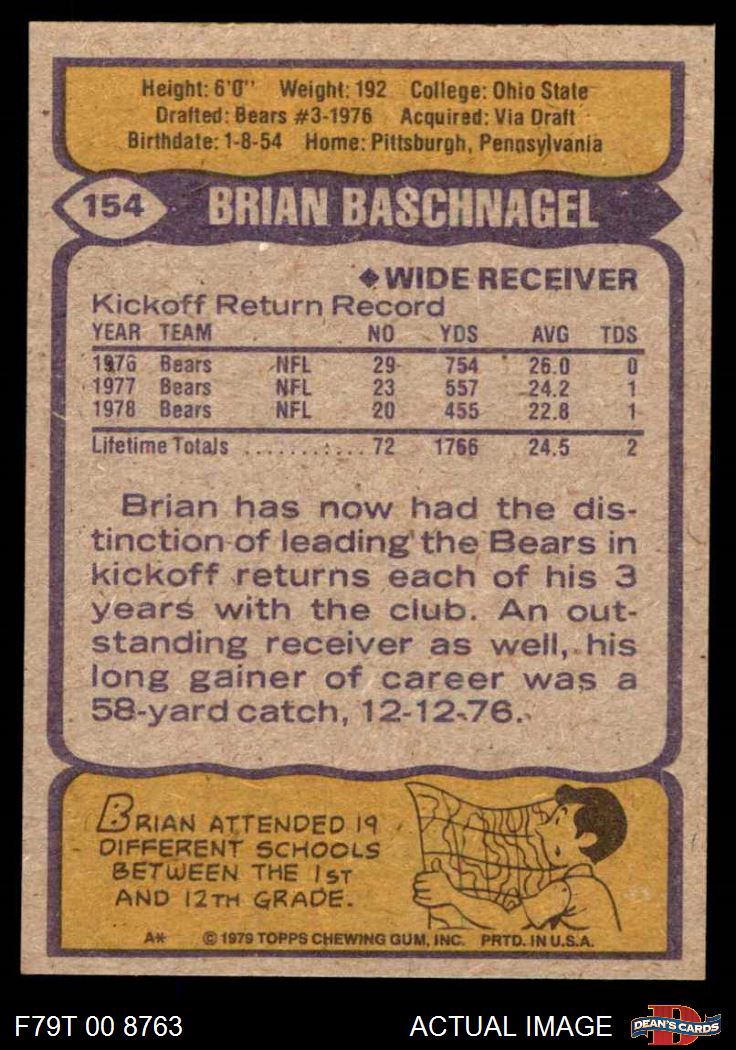 Height: 6'0" Weight: 192 College: Ohio State
Drafted: Bears #3-1976 Acquired: Via Draft
Birthdate: 1-8-54 Home: Pittsburgh, Pennsylvania
154 BRIAN BASCHNAGEL
◆WIDE RECEIVER
Kickoff Return Record
YEAR TEAM NO YDS AVG TDS
1976 Bears NFL 29 754 26.0 0
1977 Bears NFL 23 557 24.2 1
1978 Bears NFL 20 455 22.8 1
Lifetime Totals ........... 72 1766 24.5 2
Brian has now had the dis-
tinction of leading the Bears in
kickoff returns each of his 3
years with the club. An out-
standing receiver as well, his
long gainer of career was a
58-yard catch, 12-12-76.
BRIAN ATTENDED 19
DIFFERENT SCHOOLS
BETWEEN THE 1ST
AND 12TH GRADE.
A* © 1979 TOPPS CHEWING GUM, INC. PRTD. IN U.S.A.
F79T 00 8763 ACTUAL IMAGE D DEAN'S CARDS